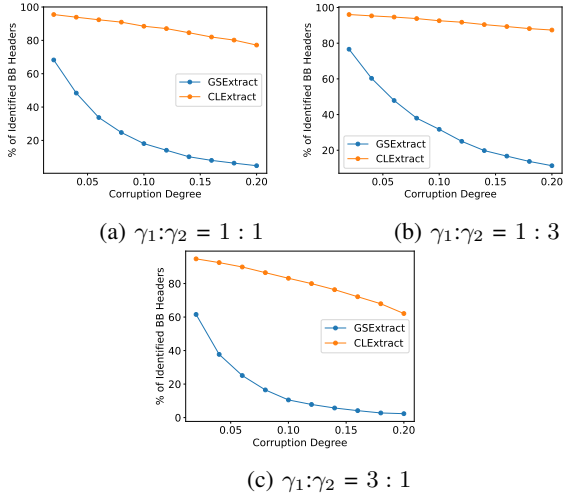 100
80
60
40
20
0.05
0.10
0.15
0.20
% of Identified BB Headers
Corruption Degree
GSExtract
CLExtract
(a) γ₁:γ₂ = 1 : 1
100
80
60
40
20
0.05
0.10
0.15
0.20
% of Identified BB Headers
Corruption Degree
GSExtract
CLExtract
(b) γ₁:γ₂ = 1 : 3
80
60
40
20
0
0.05
0.10
0.15
0.20
% of Identified BB Headers
Corruption Degree
GSExtract
CLExtract
(c) γ₁:γ₂ = 3 : 1